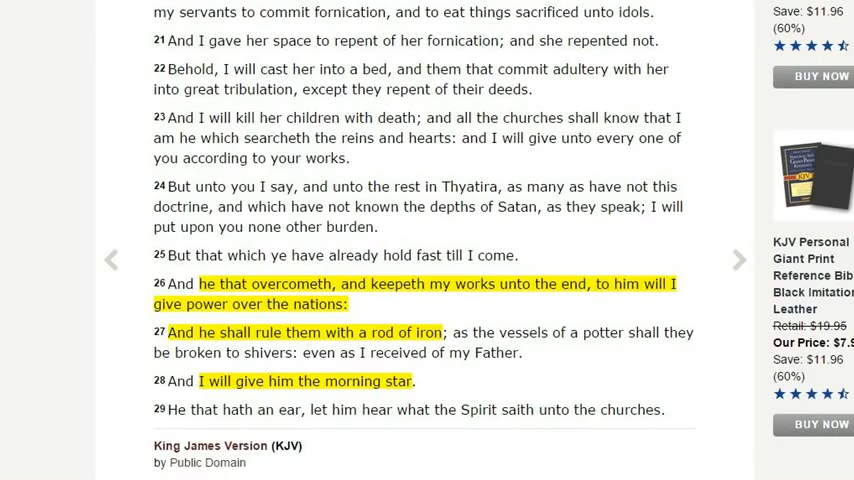 my servants to commit fornication, and to eat things sacrificed unto idols.
21 And I gave her space to repent of her fornication; and she repented not.
22 Behold, I will cast her into a bed, and them that commit adultery with her
into great tribulation, except they repent of their deeds.
23 And I will kill her children with death; and all the churches shall know that I
am he which searcheth the reins and hearts: and I will give unto every one of
you according to your works.
24 But unto you I say, and unto the rest in Thyatira, as many as have not this
doctrine, and which have not known the depths of Satan, as they speak; I will
put upon you none other burden.
25 But that which ye have already hold fast till I come.
26 And he that overcometh, and keepeth my works unto the end, to him will I
give power over the nations:
27 And he shall rule them with a rod of iron; as the vessels of a potter shall they
be broken to shivers: even as I received of my Father.
28 And I will give him the morning star.
29 He that hath an ear, let him hear what the Spirit saith unto the churches.
King James Version (KJV)
by Public Domain
Save: $11.96
(60%)
BUY NOW
KJV
KJV Personal
Giant Print
Reference Bib
Black Imitation
Leather
Retail: $19.95
Our Price: $7.9
Save: $11.96
(60%)
BUY NOW